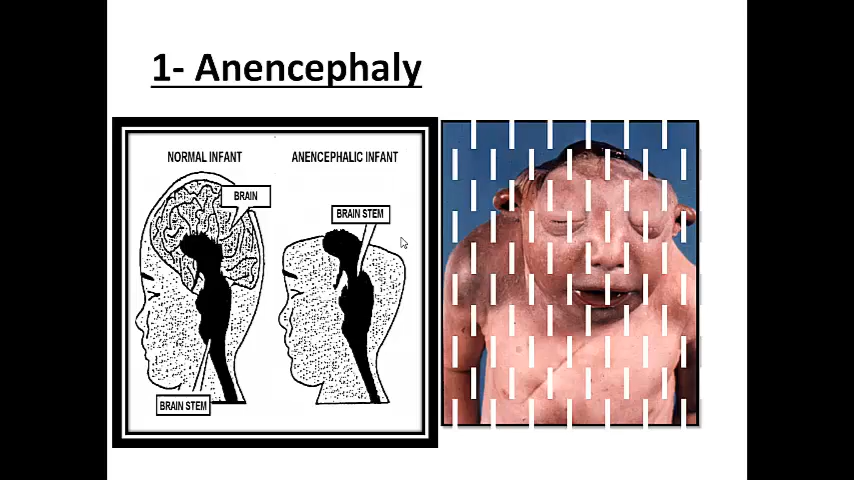 1- Anencephaly
NORMAL INFANT
ANENCEPHALIC INFANT
BRAIN
BRAIN STEM
BRAIN STEM